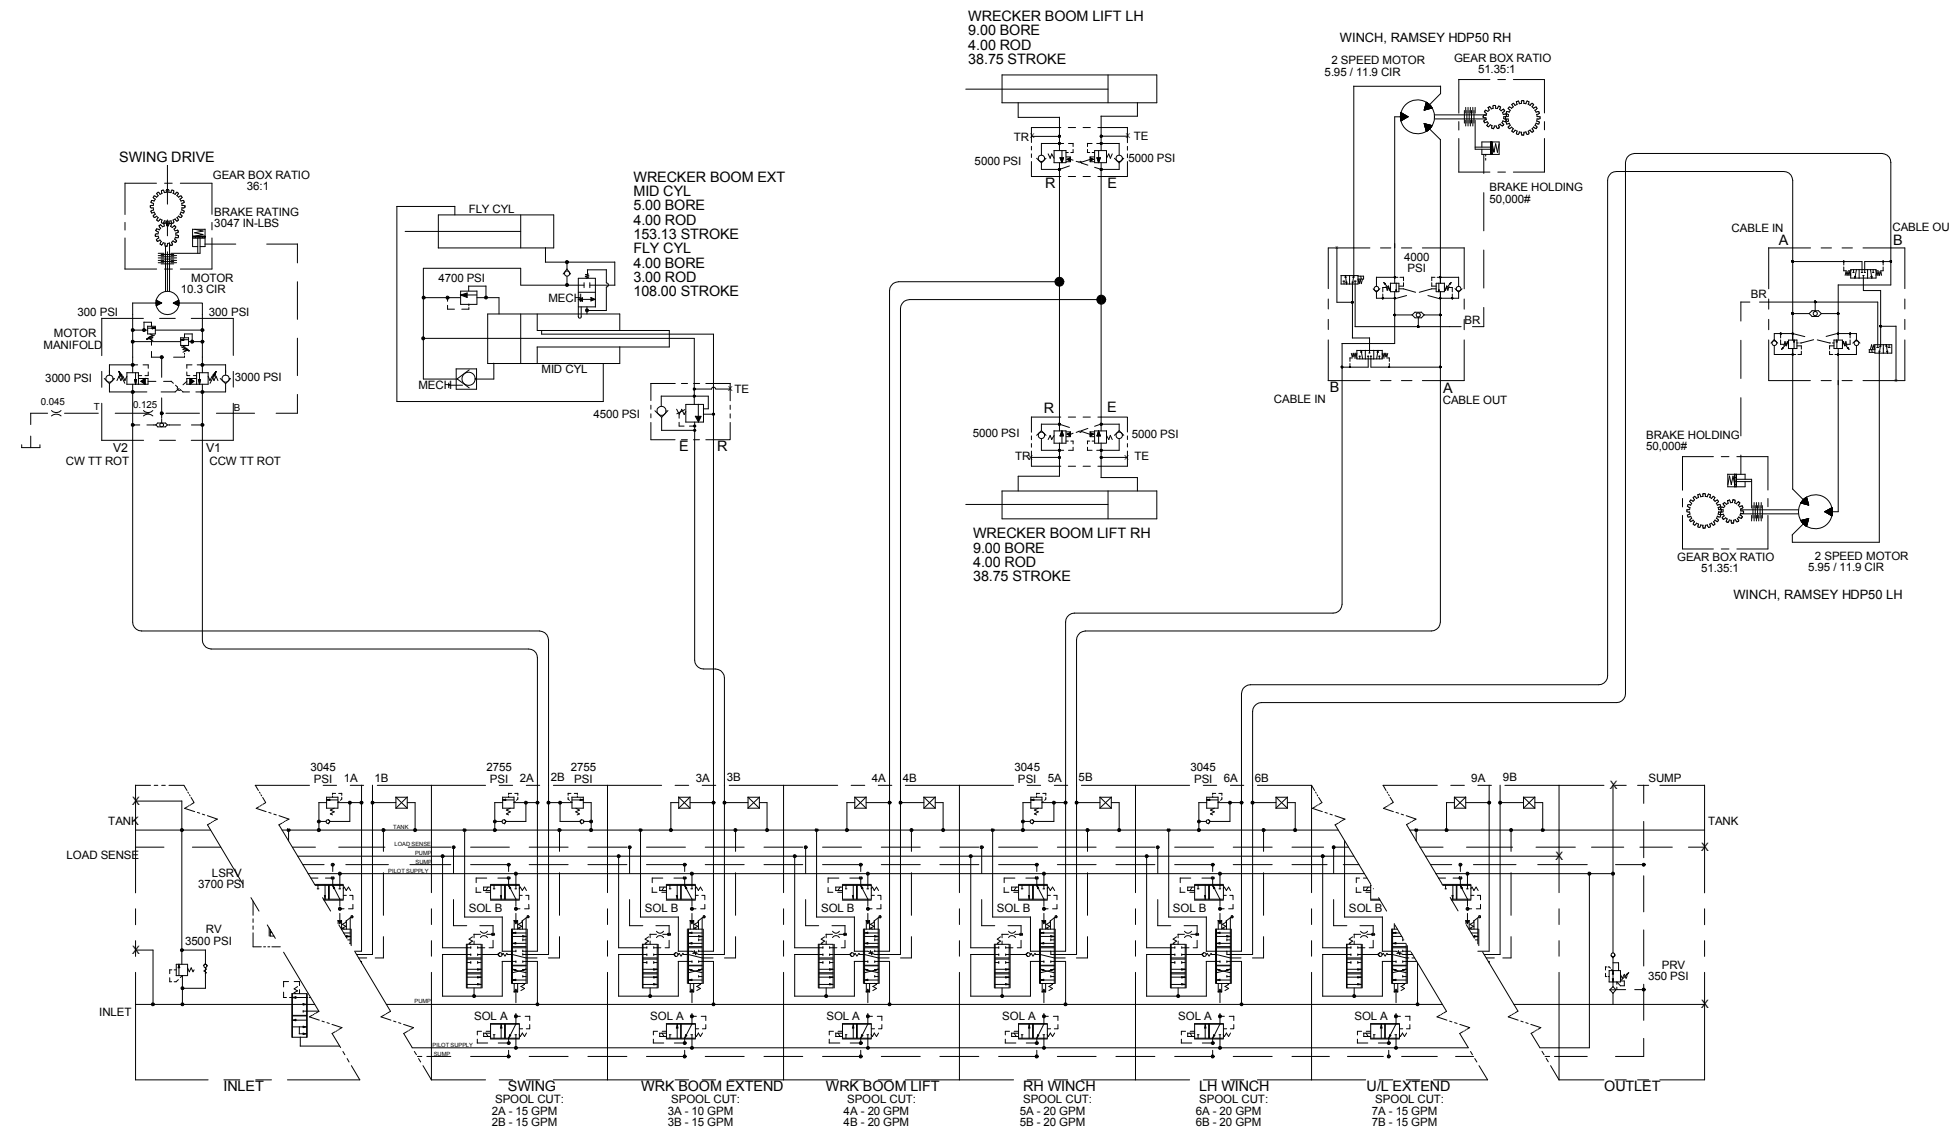 WRECKER BOOM LIFT LH
9.00 BORE
4.00 ROD
38.75 STROKE
TR
TE
5000 PSI
5000 PSI
R
E
WINCH, RAMSEY HDP50 RH
2 SPEED MOTOR
5.95 / 11.9 CIR
GEAR BOX RATIO
51.35:1
BRAKE HOLDING
50,000#
4000
PSI
BR
B
A
CABLE IN
CABLE OUT
SWING DRIVE
GEAR BOX RATIO
36:1
BRAKE RATING
3047 IN-LBS
MOTOR
10.3 CIR
300 PSI
300 PSI
MOTOR
MANIFOLD
3000 PSI
3000 PSI
0.045
T
0.125
B
V2
V1
CW TT ROT
CCW TT ROT
WRECKER BOOM EXT
MID CYL
5.00 BORE
4.00 ROD
153.13 STROKE
FLY CYL
4.00 BORE
3.00 ROD
108.00 STROKE
FLY CYL
4700 PSI
MECH
MID CYL
MECH
4500 PSI
TE
E
R
R
E
5000 PSI
5000 PSI
TR
TE
WRECKER BOOM LIFT RH
9.00 BORE
4.00 ROD
38.75 STROKE
CABLE IN
CABLE OU
A
B
BR
BRAKE HOLDING
50,000#
GEAR BOX RATIO
51.35:1
2 SPEED MOTOR
5.95 / 11.9 CIR
WINCH, RAMSEY HDP50 LH
3045
PSI
1A
1B
2755
PSI
2A
2B
2755
PSI
3A
3B
4A
4B
3045
PSI
5A
5B
3045
PSI
6A
6B
9A
9B
SUMP
TANK
TANK
TANK
LOAD SENSE
LOAD SENSE
PUMP
SUMP
PILOT SUPPLY
LSRV
3700 PSI
RV
3500 PSI
SOL B
SOL B
SOL B
SOL B
SOL B
SOL B
PRV
350 PSI
INLET
PUMP
SOL A
SOL A
SOL A
SOL A
SOL A
SOL A
PILOT SUPPLY
SUMP
INLET
SWING
SPOOL CUT:
2A - 15 GPM
2B - 15 GPM
WRK BOOM EXTEND
SPOOL CUT:
3A - 10 GPM
3B - 15 GPM
WRK BOOM LIFT
SPOOL CUT:
4A - 20 GPM
4B - 20 GPM
RH WINCH
SPOOL CUT:
5A - 20 GPM
5B - 20 GPM
LH WINCH
SPOOL CUT:
6A - 20 GPM
6B - 20 GPM
U/L EXTEND
SPOOL CUT:
7A - 15 GPM
7B - 15 GPM
OUTLET